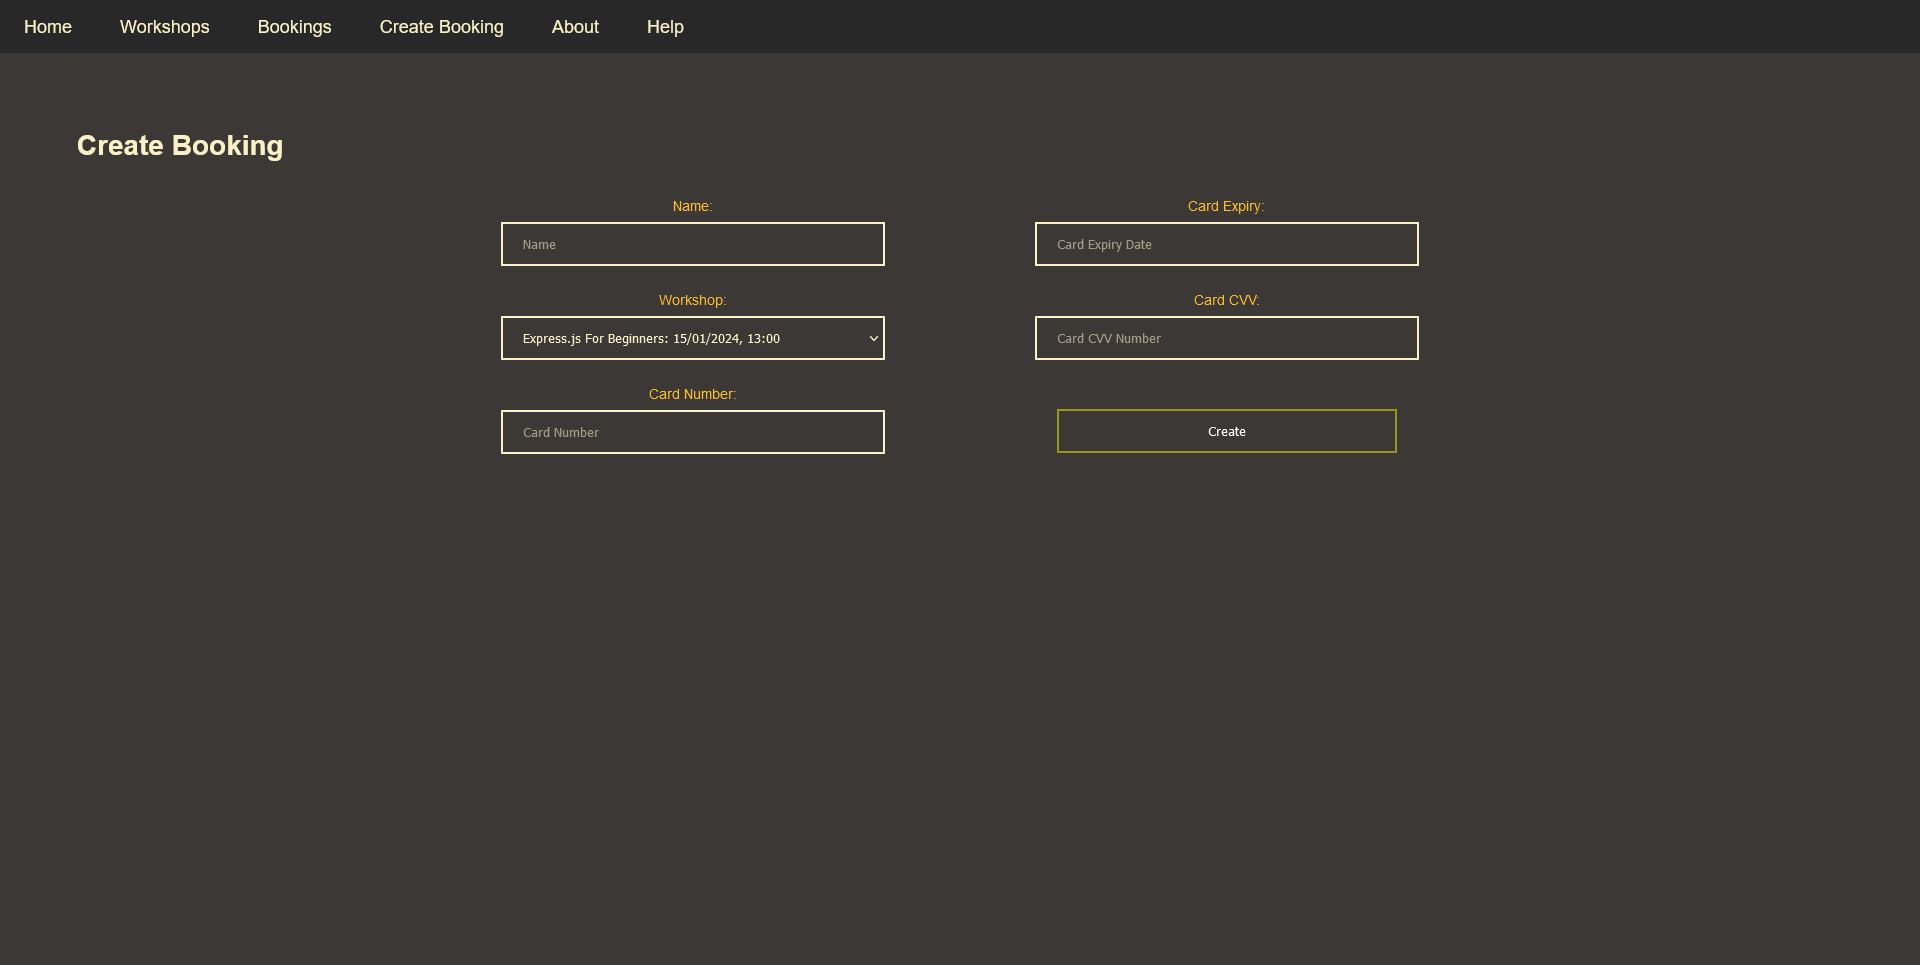 Home Workshops Bookings Create Booking About Help
Create Booking
Name:
Name
Workshop:
Express.js For Beginners: 15/01/2024, 13:00
Card Number:
Card Number
Card Expiry:
Card Expiry Date
Card CVV:
Card CVV Number
Create